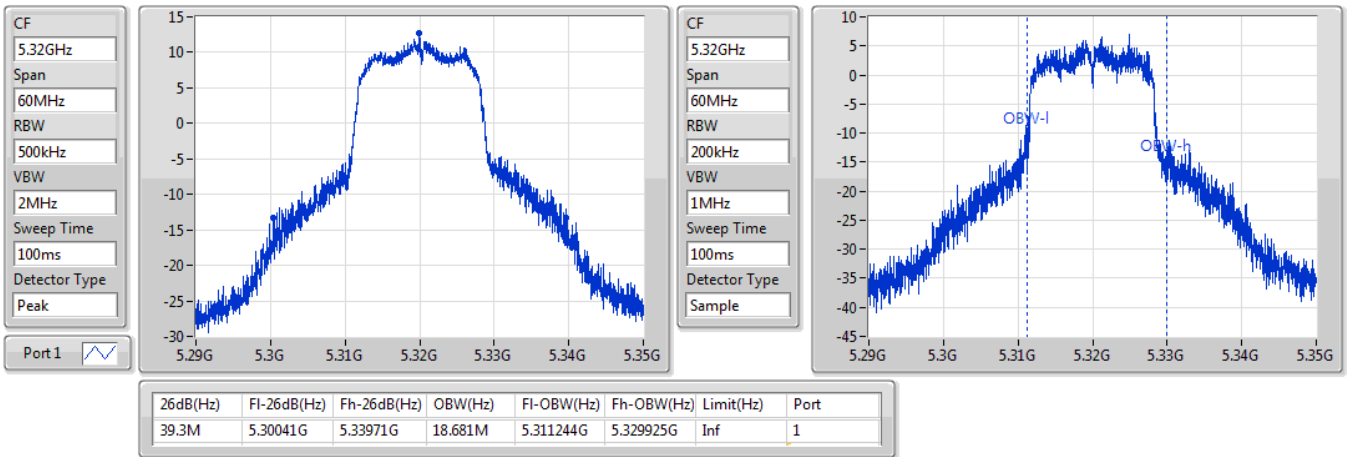 CF
5.32GHz
Span
60MHz
RBW
500kHz
VBW
2MHz
Sweep Time
100ms
Detector Type
Peak
Port 1
15-
10-
5-
0-
-5-
-10-
-15-
-20-
-25-
-30-
5.29G 5.3G 5.31G 5.32G 5.33G 5.34G 5.35G
CF
5.32GHz
Span
60MHz
RBW
200kHz
VBW
1MHz
Sweep Time
100ms
Detector Type
Sample
10-
5-
0-
-5-
-10-
-15-
-20-
-25-
-30-
-35-
-40-
-45-
OBW-l
OBW-h
5.29G 5.3G 5.31G 5.32G 5.33G 5.34G 5.35G
26dB(Hz) Fl-26dB(Hz) Fh-26dB(Hz) OBW(Hz) Fl-OBW(Hz) Fh-OBW(Hz) Limit(Hz) Port
39.3M 5.30041G 5.33971G 18.681M 5.311244G 5.329925G Inf 1